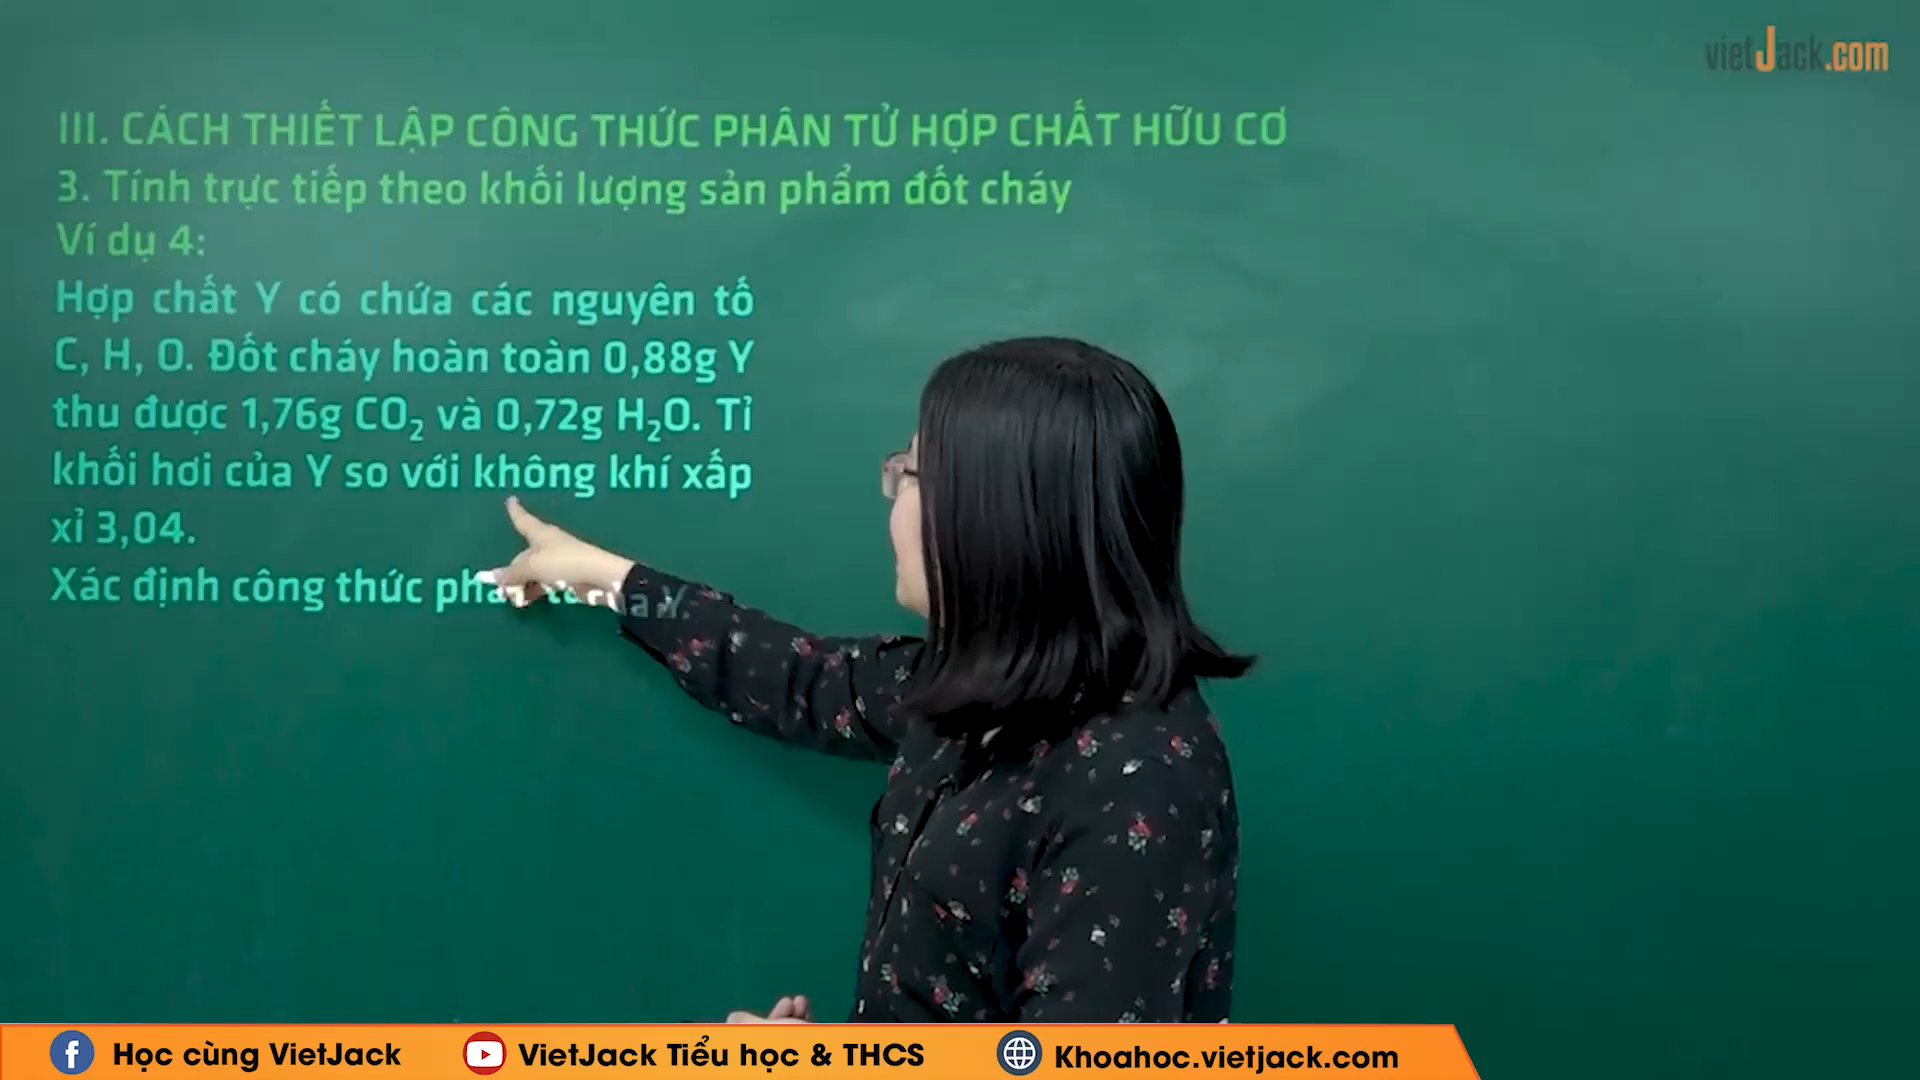 vietJack.com
III. CÁCH THIẾT LẬP CÔNG THỨC PHÂN TỬ HỢP CHẤT HỮU CƠ
3. Tính trực tiếp theo khối lượng sản phẩm đốt cháy
Ví dụ 4:
Hợp chất Y có chứa các nguyên tố
C, H, O. Đốt cháy hoàn toàn 0,88g Y
thu được 1,76g CO₂ và 0,72g H₂O. Tỉ
khối hơi của Y so với không khí xấp
xỉ 3,04.
Xác định công thức phân tử của Y.
Học cùng VietJack
VietJack Tiểu học & THCS
Khoahoc.vietjack.com